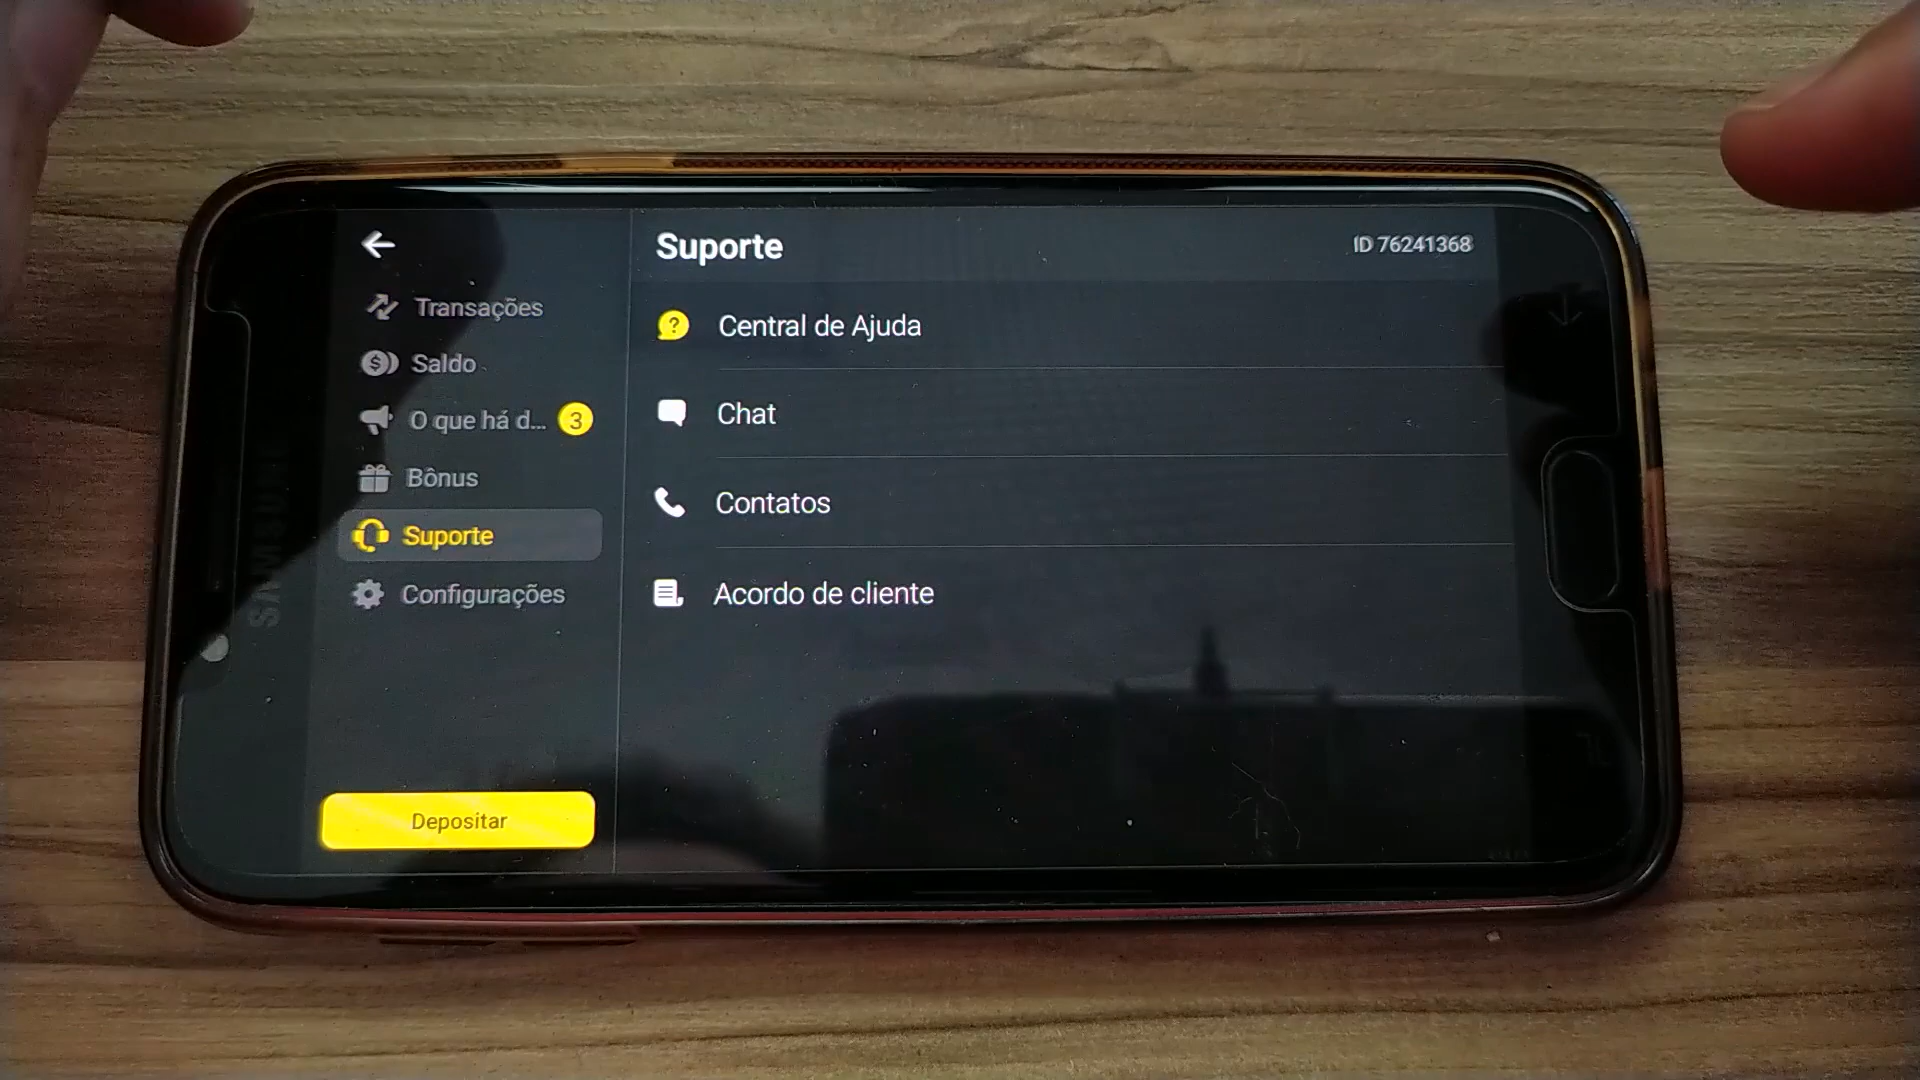 Suporte
ID 76241368
Transações
Saldo
O que há d...
3
Bônus
Suporte
Configurações
Depositar
?
Central de Ajuda
Chat
Contatos
Acordo de cliente
SAMSUNG